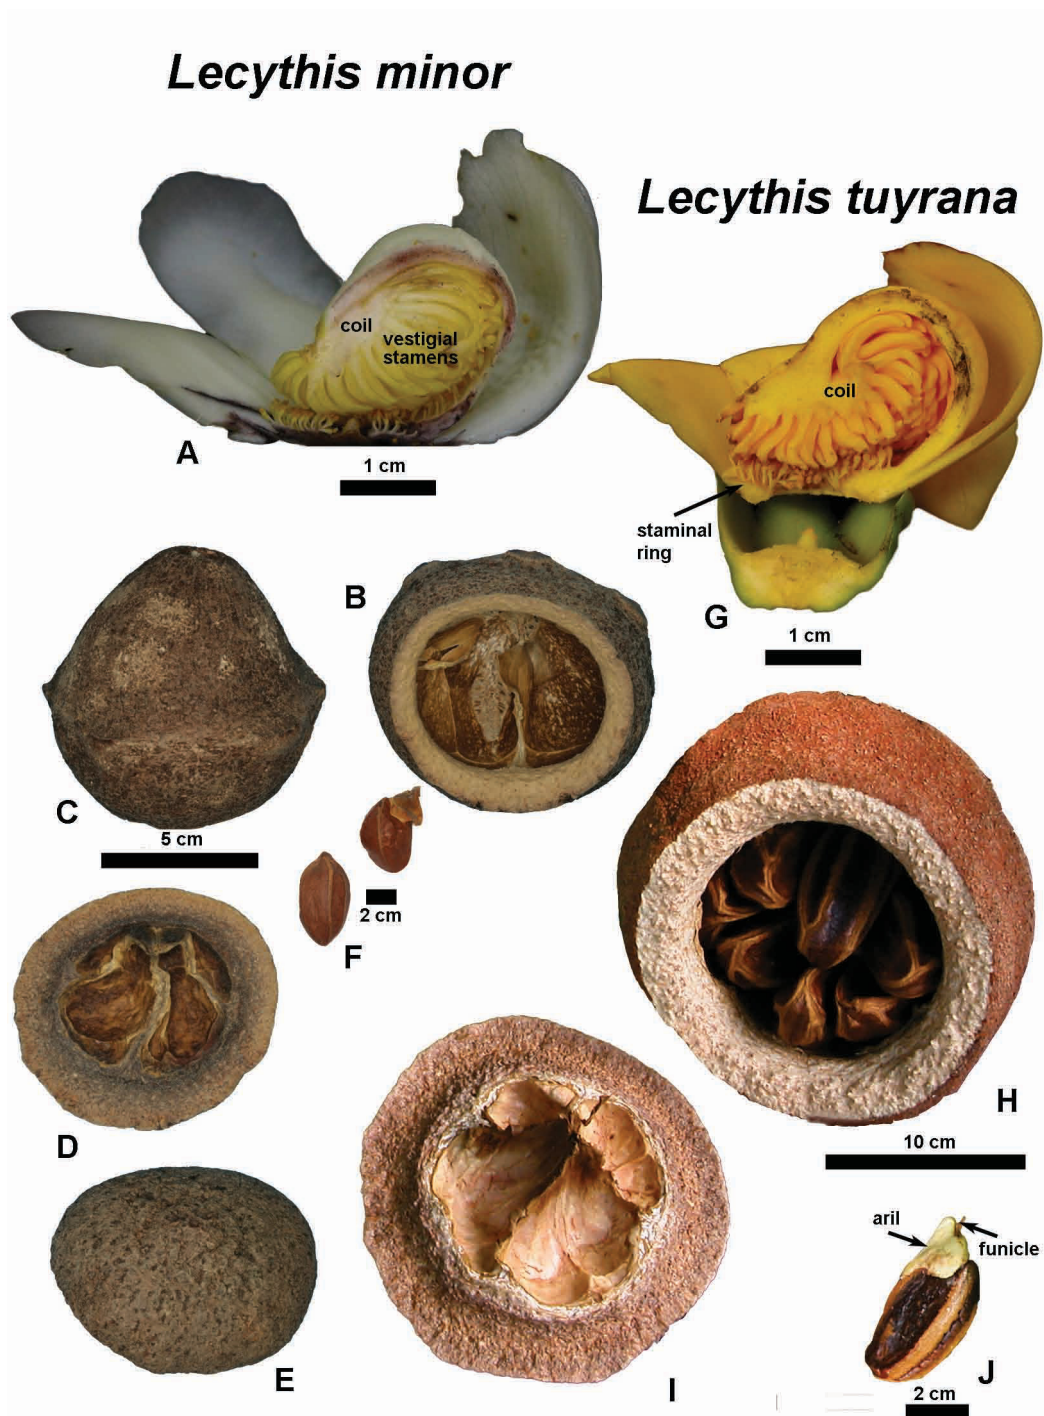 Lecythis minor
Lecythis tuyrana
coil
vestigial
stamens
A
1 cm
coil
staminal
ring
G
1 cm
B
C
5 cm
2 cm
F
D
H
10 cm
E
I
aril
funicle
J
2 cm